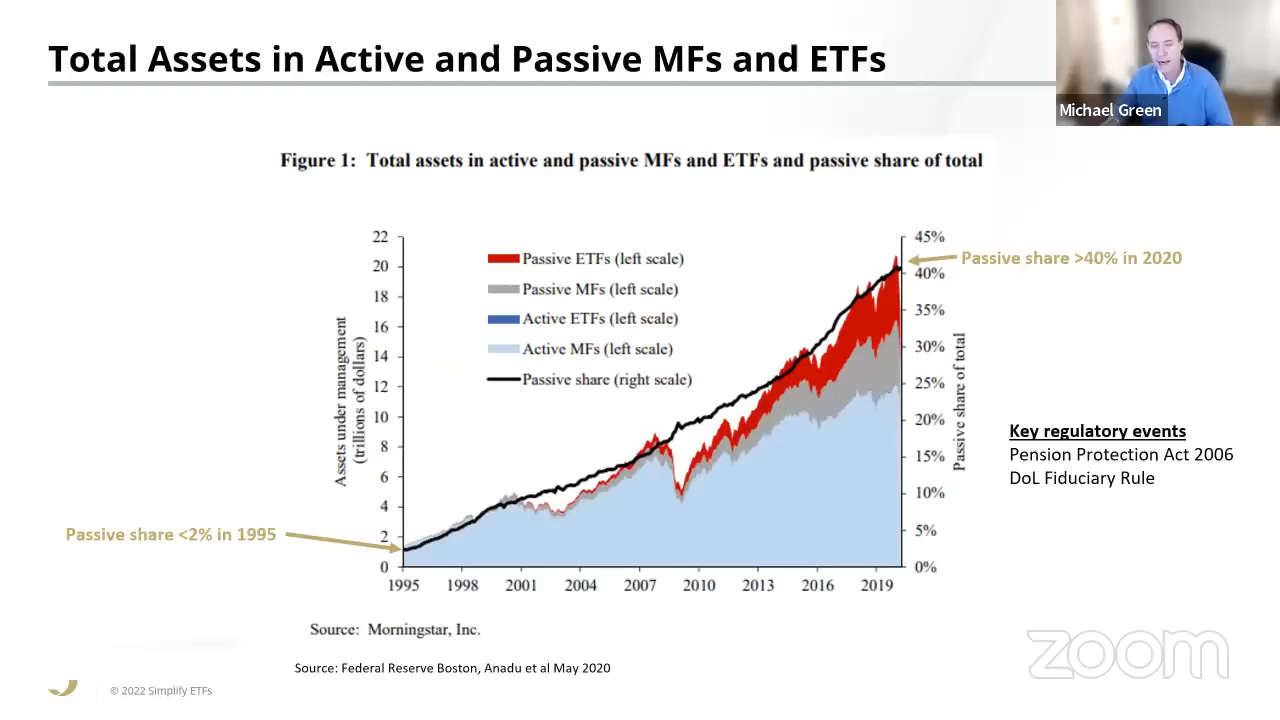 Total Assets in Active and Passive MFs and ETFs
Michael Green
Figure 1: Total assets in active and passive MFs and ETFs and passive share of total
22
20
18
16
14
12
10
8
6
4
2
0
Assets under management
(trillions of dollars)
Passive ETFs (left scale)
Passive MFs (left scale)
Active ETFs (left scale)
Active MFs (left scale)
Passive share (right scale)
45%
40%
35%
30%
25%
20%
15%
10%
5%
0%
Passive share of total
1995 1998 2001 2004 2007 2010 2013 2016 2019
Passive share >40% in 2020
Passive share <2% in 1995
Key regulatory events
Pension Protection Act 2006
DoL Fiduciary Rule
Source: Morningstar, Inc.
Source: Federal Reserve Boston, Anadu et al May 2020
© 2022 Simplify ETFs
zoom